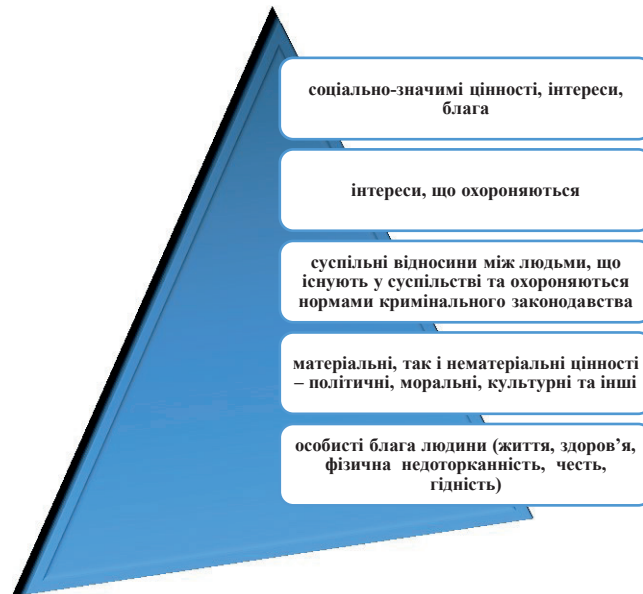 соціально-значимі цінності, інтереси,
блага
інтереси, що охороняються
суспільні відносини між людьми, що
існують у суспільстві та охороняються
нормами кримінального законодавства
матеріальні, так і нематеріальні цінності
– політичні, моральні, культурні та інші
особисті блага людини (життя, здоров’я,
фізична недоторканність, честь,
гідність)